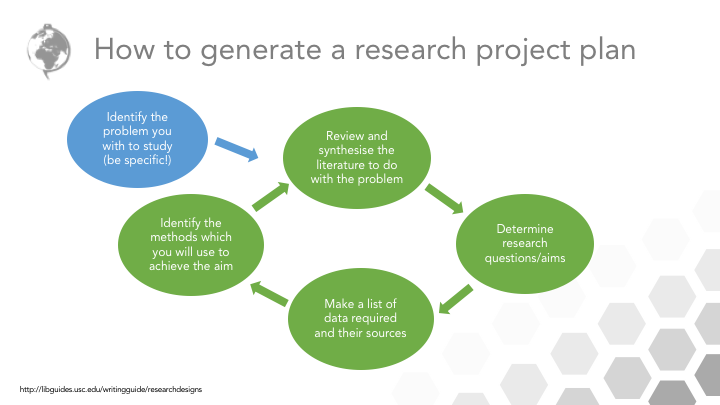 How to generate a research project plan
Identify the
problem you
with to study
(be specific!)
Review and
synthesise the
literature to do
with the problem
Determine
research
questions/aims
Make a list of
data required
and their sources
Identify the
methods which
you will use to
achieve the aim
http://libguides.usc.edu/writingguide/researchdesigns